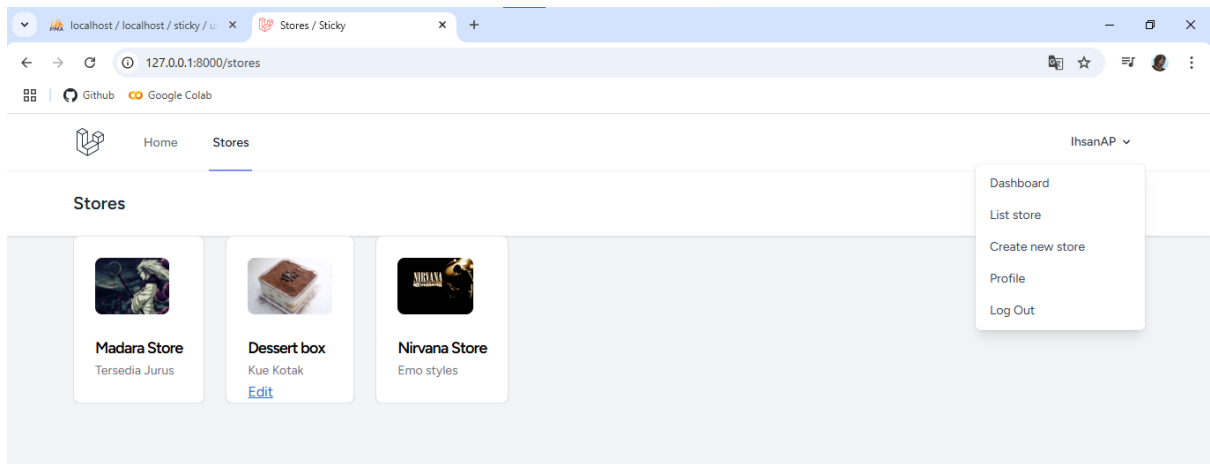 localhost / localhost / sticky / u
Stores / Sticky
127.0.0.1:8000/stores
Github
Google Colab
Home
Stores
IhsanAP
Dashboard
List store
Create new store
Profile
Log Out
Stores
NIRVANA
Madara Store
Tersedia Jurus
Dessert box
Kue Kotak
Edit
Nirvana Store
Emo styles